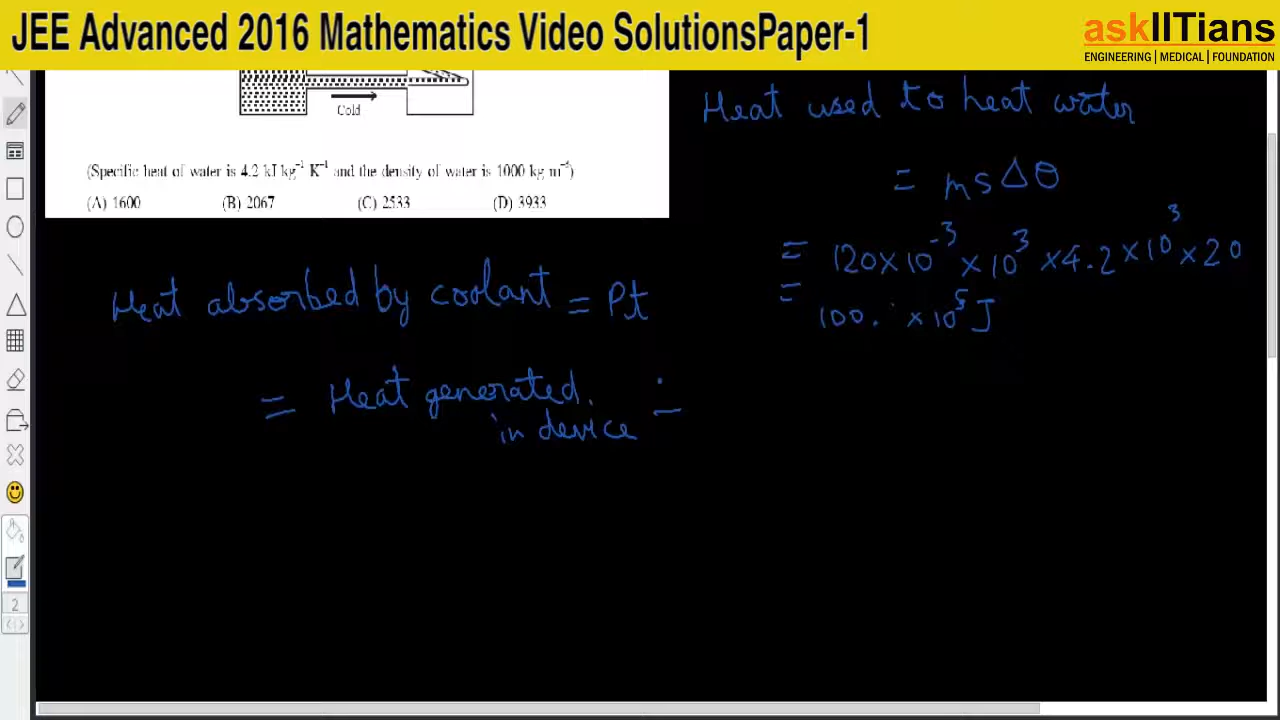 JEE Advanced 2016 Mathematics Video SolutionsPaper-1
askIITians
ENGINEERING | MEDICAL | FOUNDATION
Cold
(Specific heat of water is 4.2 kJ kg⁻¹ K⁻¹ and the density of water is 1000 kg m⁻³)
(A) 1600 (B) 2067 (C) 2533 (D) 3933
Heat absorbed by coolant = Pt
= Heat generated. =
in device
Heat used to heat water
= msΔθ
= 120×10⁻³ ×10³ ×4.2×10³ ×20
= 100. ×10⁵ J
2